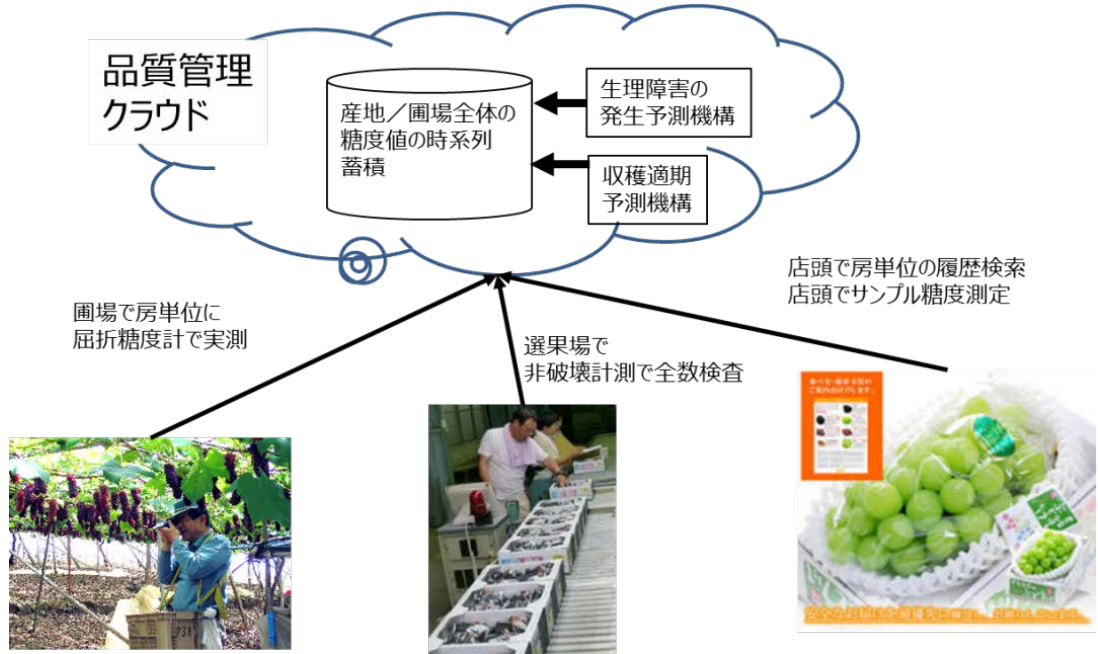 品質管理
クラウド
産地／圃場全体の
糖度値の時系列
蓄積
生理障害の
発生予測機構
収穫適期
予測機構
店頭で房単位の履歴検索
店頭でサンプル糖度測定
圃場で房単位に
屈折糖度計で実測
選果場で
非破壊計測で全数検査